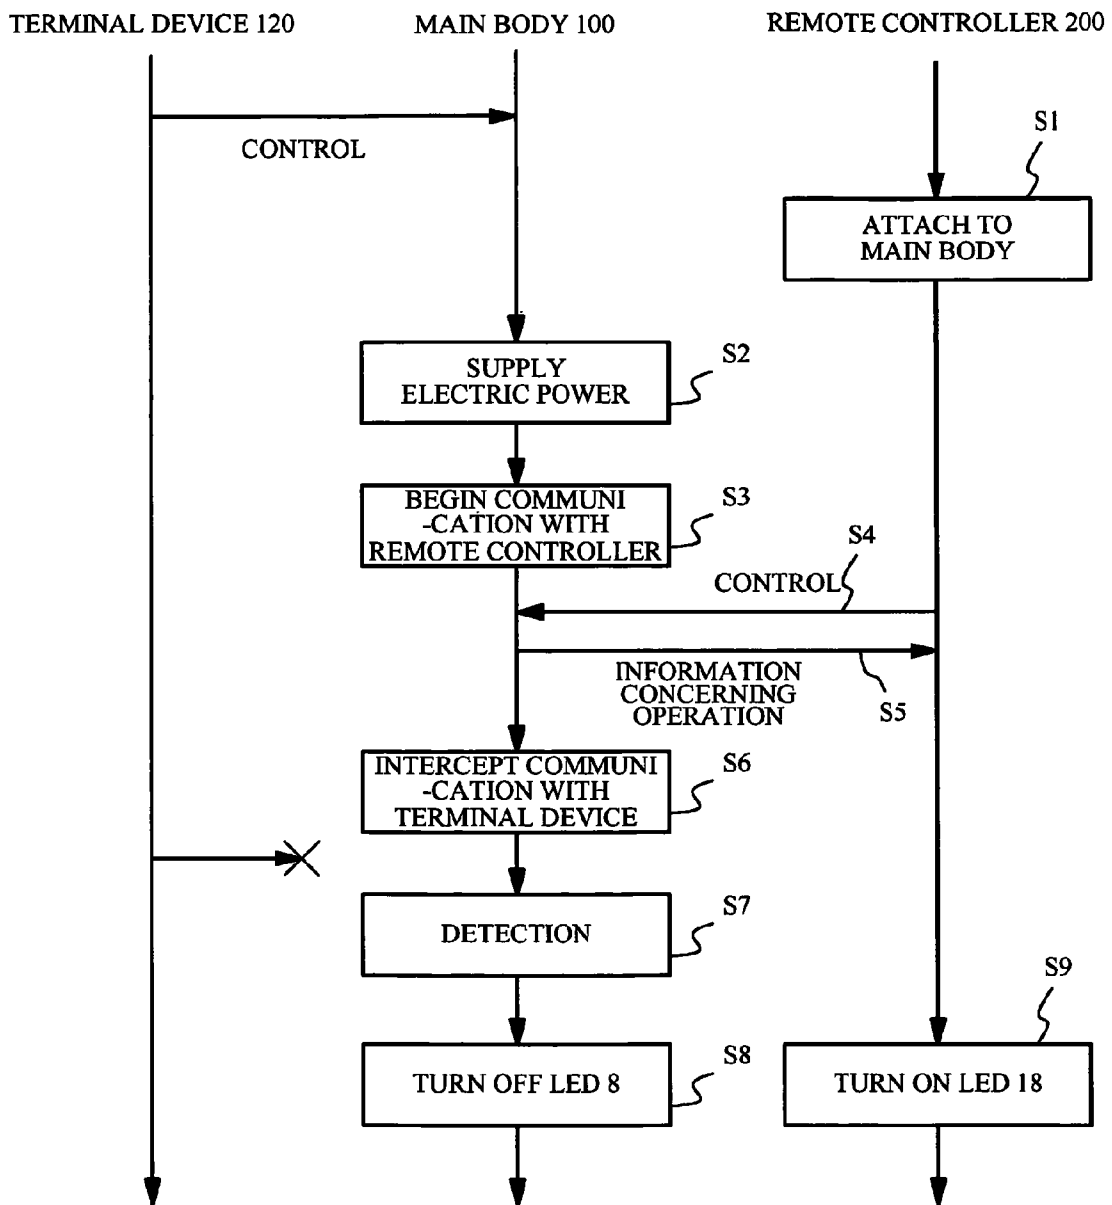 TERMINAL DEVICE 120
MAIN BODY 100
REMOTE CONTROLLER 200
CONTROL
S1
ATTACH TO
MAIN BODY
S2
SUPPLY
ELECTRIC POWER
S3
BEGIN COMMUNI
-CATION WITH
REMOTE CONTROLLER
S4
CONTROL
INFORMATION
CONCERNING
OPERATION
S5
S6
INTERCEPT COMMUNI
-CATION WITH
TERMINAL DEVICE
S7
DETECTION
S8
TURN OFF LED 8
S9
TURN ON LED 18